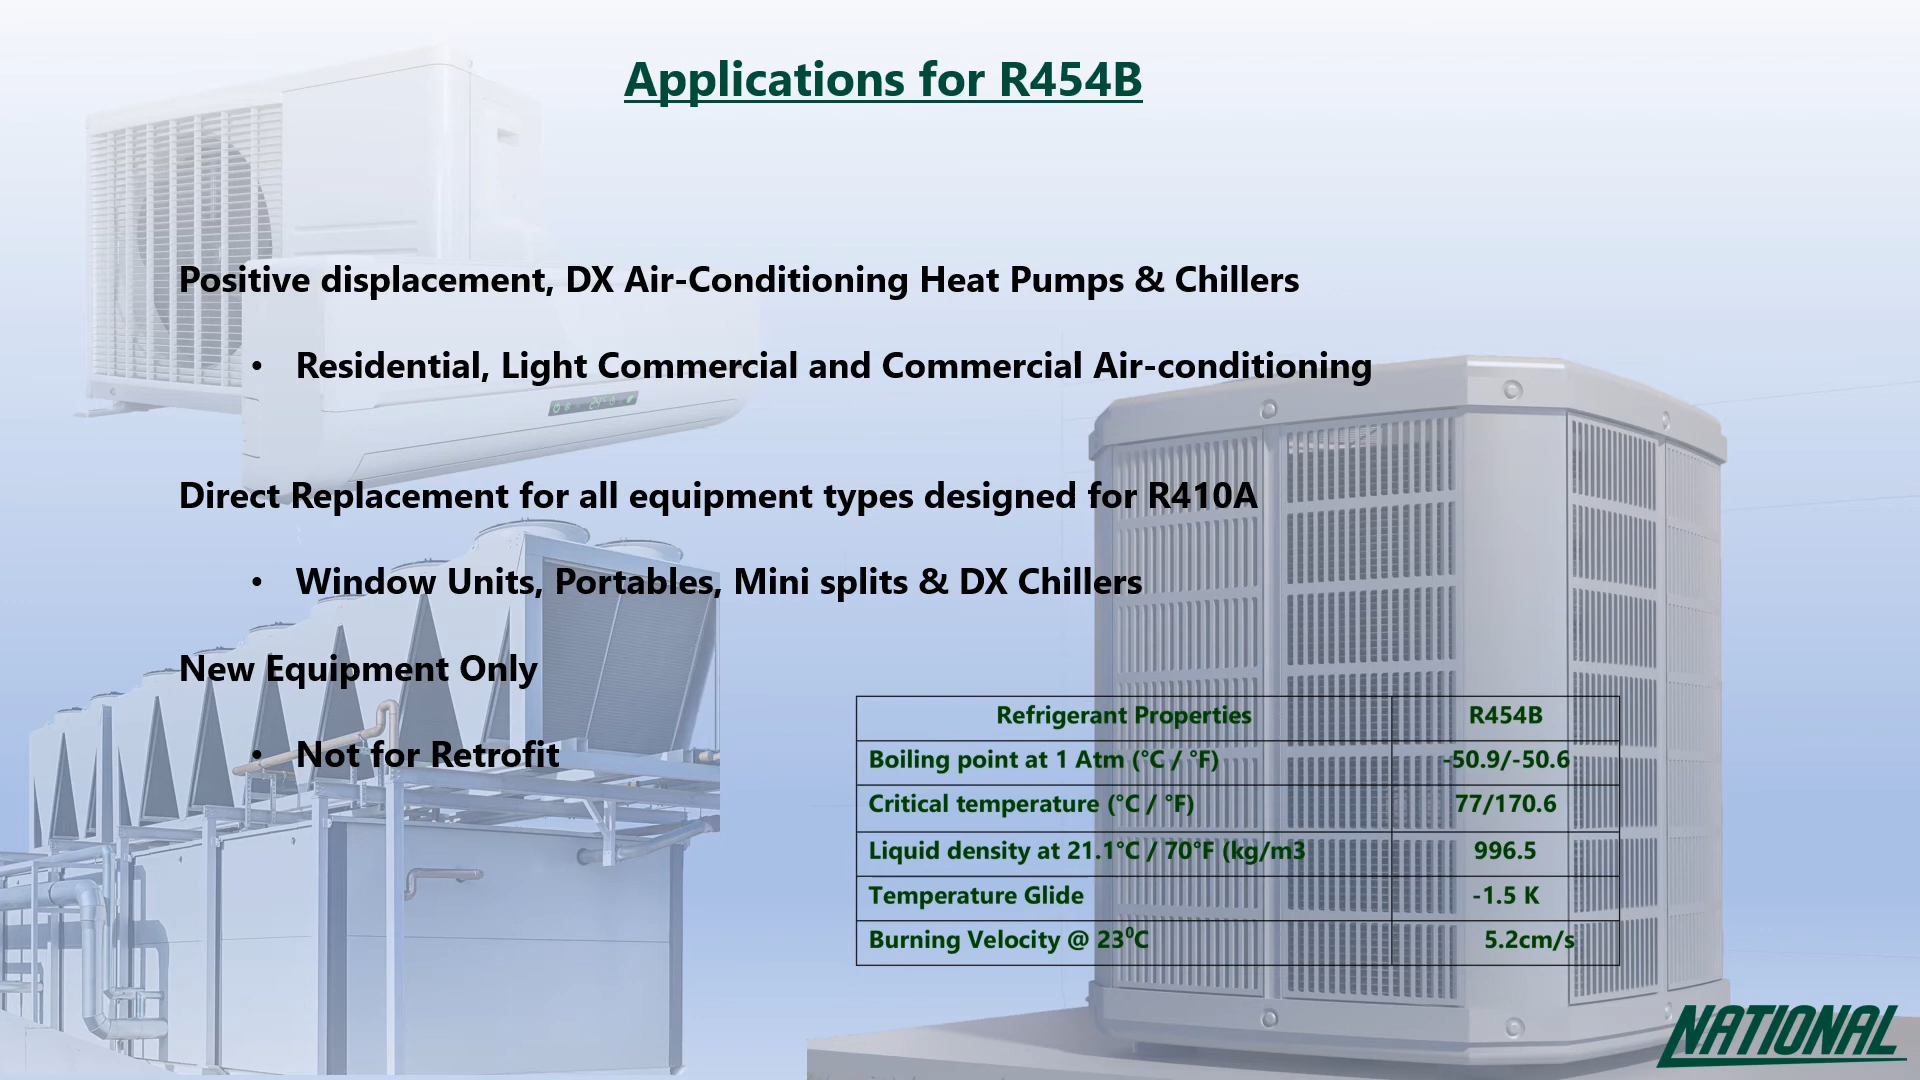 Applications for R454B
Positive displacement, DX Air-Conditioning Heat Pumps & Chillers
• Residential, Light Commercial and Commercial Air-conditioning
Direct Replacement for all equipment types designed for R410A
• Window Units, Portables, Mini splits & DX Chillers
New Equipment Only
• Not for Retrofit
Refrigerant Properties R454B
Boiling point at 1 Atm (°C / °F) -50.9/-50.6
Critical temperature (°C / °F) 77/170.6
Liquid density at 21.1°C / 70°F (kg/m3 996.5
Temperature Glide -1.5 K
Burning Velocity @ 23⁰C 5.2cm/s
NATIONAL